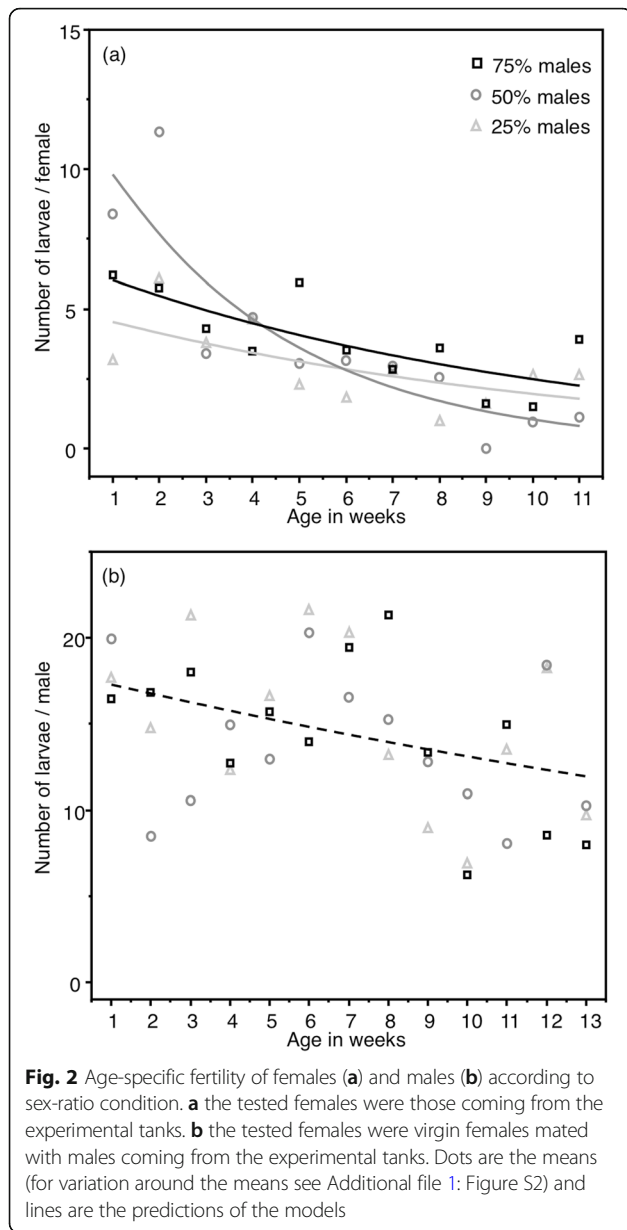 15
(a)
75% males
50% males
25% males
10
5
0
Number of larvae / female
1 2 3 4 5 6 7 8 9 10 11
Age in weeks
(b)
20
10
0
Number of larvae / male
1 2 3 4 5 6 7 8 9 10 11 12 13
Age in weeks
Fig. 2 Age-specific fertility of females (a) and males (b) according to
sex-ratio condition. a the tested females were those coming from the
experimental tanks. b the tested females were virgin females mated
with males coming from the experimental tanks. Dots are the means
(for variation around the means see Additional file 1: Figure S2) and
lines are the predictions of the models